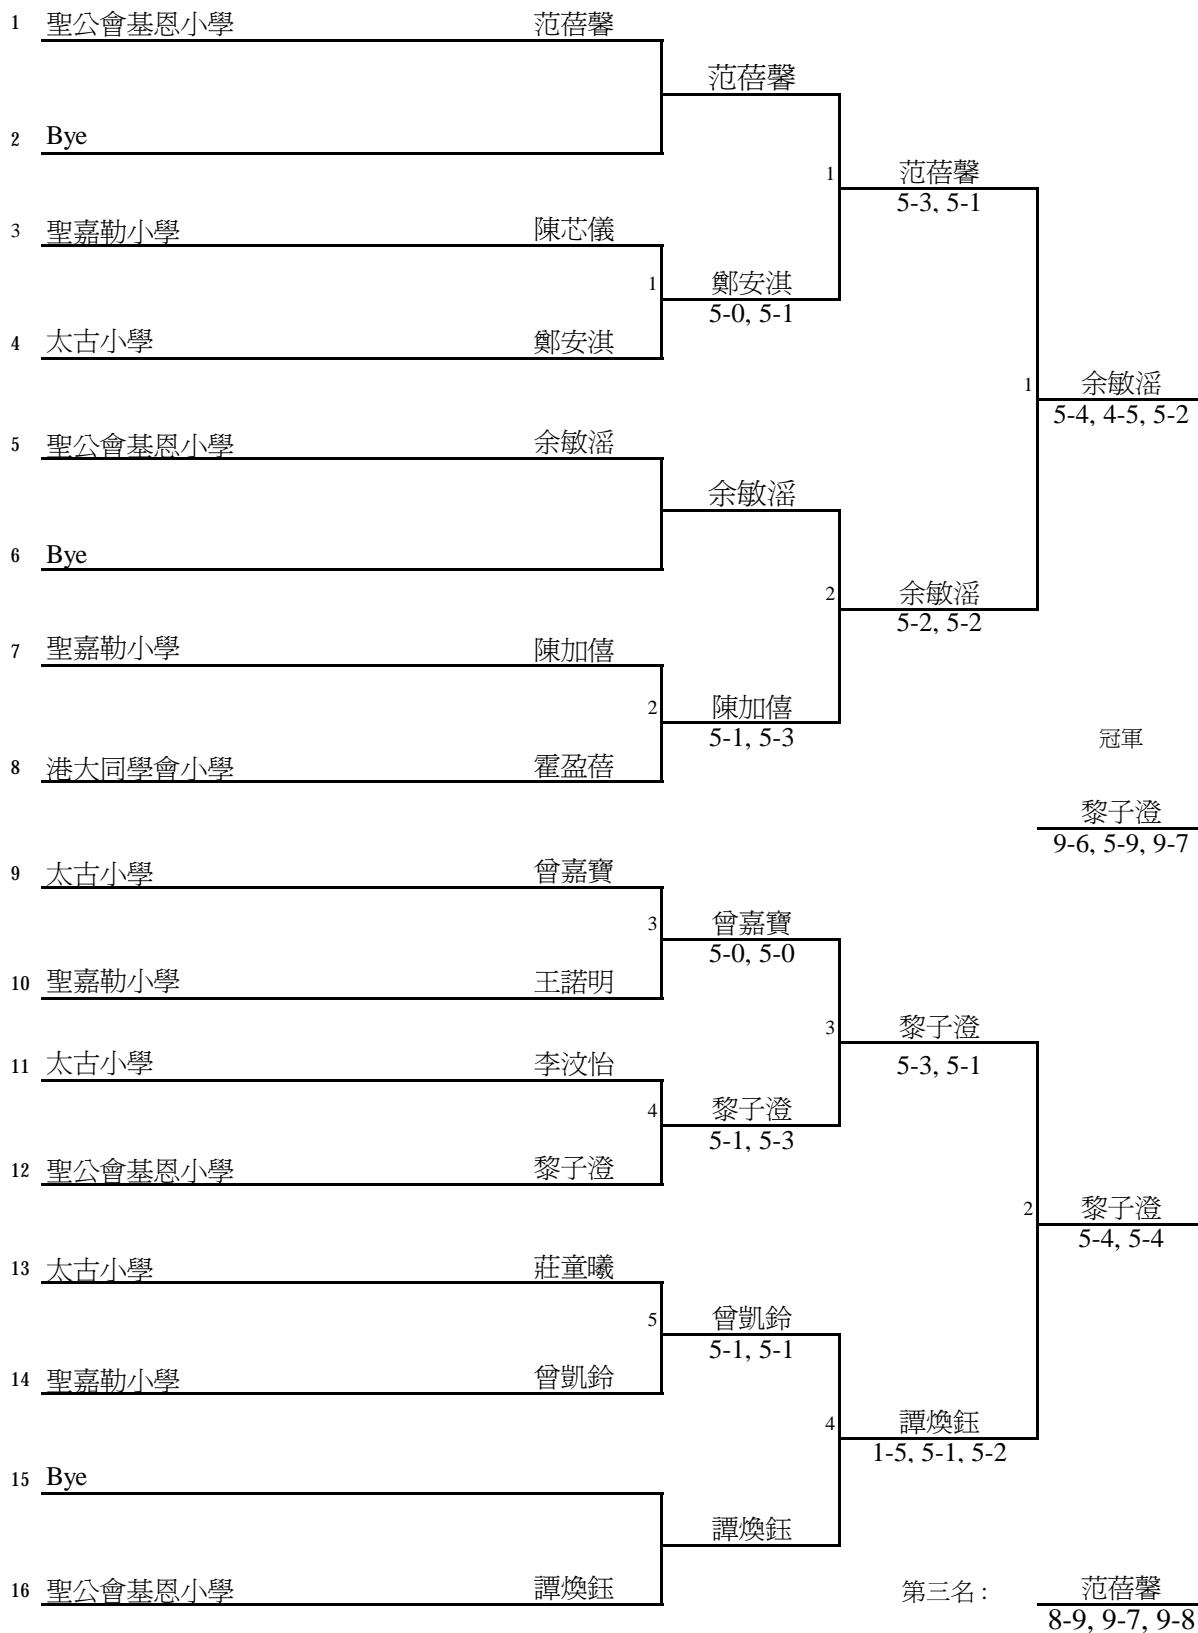 1 聖公會基恩小學 范蓓馨
范蓓馨
2 Bye
1 范蓓馨
5-3, 5-1
3 聖嘉勒小學 陳芯儀
1 鄭安淇
5-0, 5-1
4 太古小學 鄭安淇
1 余敏滛
5-4, 4-5, 5-2
5 聖公會基恩小學 余敏滛
余敏滛
6 Bye
2 余敏滛
5-2, 5-2
7 聖嘉勒小學 陳加僖
2 陳加僖
5-1, 5-3
冠軍
8 港大同學會小學 霍盈蓓
黎子澄
9-6, 5-9, 9-7
9 太古小學 曾嘉寶
3 曾嘉寶
5-0, 5-0
10 聖嘉勒小學 王諾明
3 黎子澄
5-3, 5-1
11 太古小學 李汶怡
4 黎子澄
5-1, 5-3
12 聖公會基恩小學 黎子澄
2 黎子澄
5-4, 5-4
13 太古小學 莊童曦
5 曾凱鈴
5-1, 5-1
14 聖嘉勒小學 曾凱鈴
4 譚煥鈺
1-5, 5-1, 5-2
15 Bye
譚煥鈺
16 聖公會基恩小學 譚煥鈺
第三名 : 范蓓馨
8-9, 9-7, 9-8